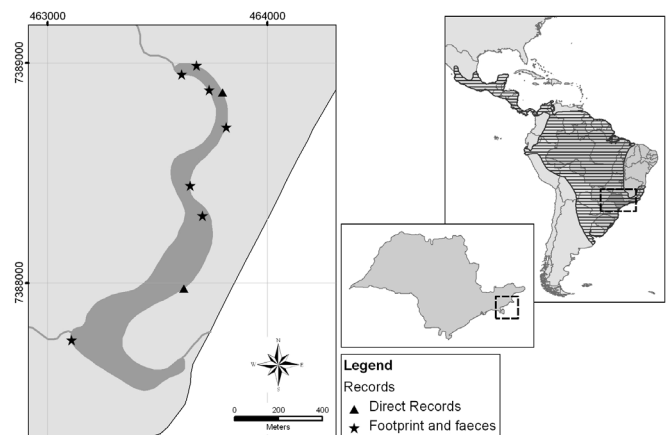 463000
464000
7389000
7388000
N
E
S
0
200
400
Meters
Legend
Records
Direct Records
Footprint and faeces